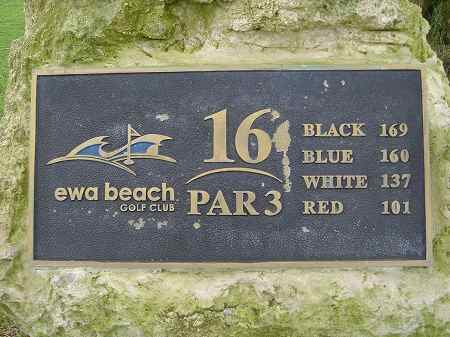 ewa beach
GOLF CLUB
16
PAR 3
BLACK 169
BLUE 160
WHITE 137
RED 101